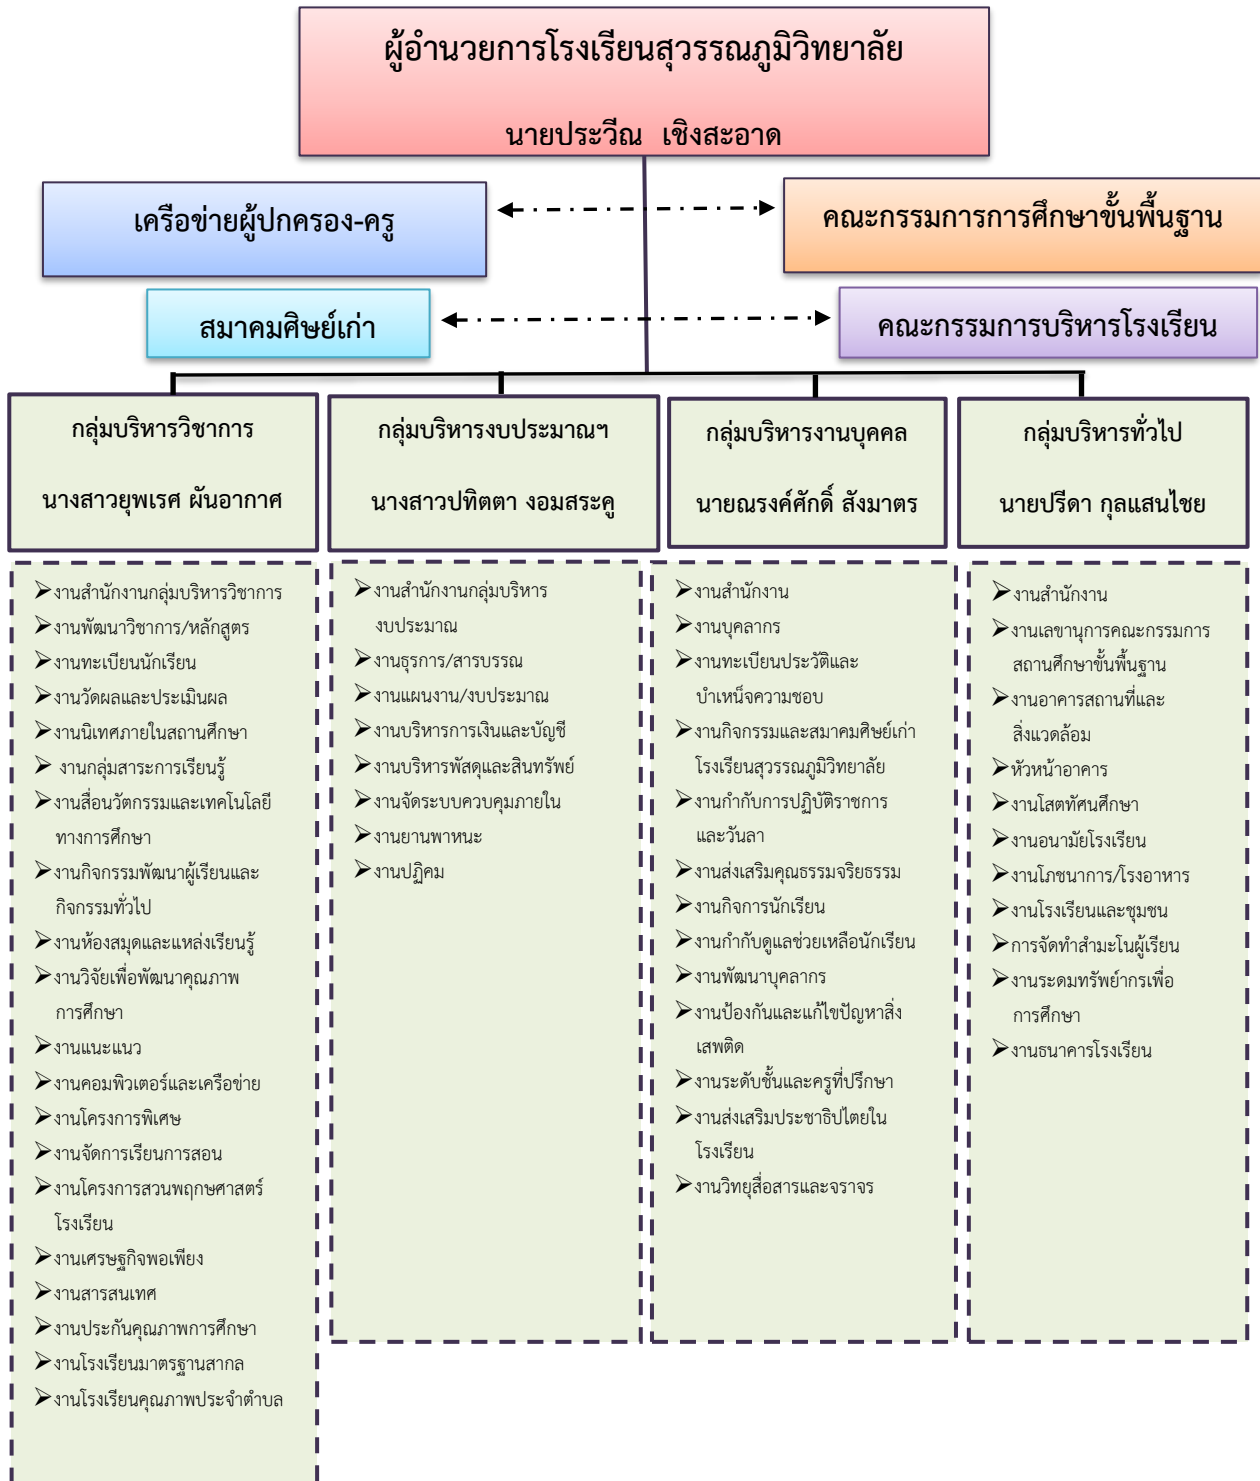 ผู้อำนวยการโรงเรียนสุวรรณภูมิวิทยาลัย
นายประวีณ เชิงสะอาด
เครือข่ายผู้ปกครอง-ครู
คณะกรรมการการศึกษาขั้นพื้นฐาน
สมาคมศิษย์เก่า
คณะกรรมการบริหารโรงเรียน
กลุ่มบริหารวิชาการ
นางสาวยุพเรศ ผันอากาศ
กลุ่มบริหารงบประมาณฯ
นางสาวปทิตตา งอมสระคู
กลุ่มบริหารงานบุคคล
นายณรงค์ศักดิ์ สังมาตร
กลุ่มบริหารทั่วไป
นายปรีดา กุลแสนไชย
งานสำนักงานกลุ่มบริหารวิชาการ
งานพัฒนาวิชาการ/หลักสูตร
งานทะเบียนนักเรียน
งานวัดผลและประเมินผล
งานนิเทศภายในสถานศึกษา
งานกลุ่มสาระการเรียนรู้
งานสื่อนวัตกรรมและเทคโนโลยี
ทางการศึกษา
งานกิจกรรมพัฒนาผู้เรียนและ
กิจกรรมทั่วไป
งานห้องสมุดและแหล่งเรียนรู้
งานวิจัยเพื่อพัฒนาคุณภาพ
การศึกษา
งานแนะแนว
งานคอมพิวเตอร์และเครือข่าย
งานโครงการพิเศษ
งานจัดการเรียนการสอน
งานโครงการสวนพฤกษศาสตร์
โรงเรียน
งานเศรษฐกิจพอเพียง
งานสารสนเทศ
งานประกันคุณภาพการศึกษา
งานโรงเรียนมาตรฐานสากล
งานโรงเรียนคุณภาพประจำตำบล
งานสำนักงานกลุ่มบริหาร
งบประมาณ
งานธุรการ/สารบรรณ
งานแผนงาน/งบประมาณ
งานบริหารการเงินและบัญชี
งานบริหารพัสดุและสินทรัพย์
งานจัดระบบควบคุมภายใน
งานยานพาหนะ
งานปฏิคม
งานสำนักงาน
งานบุคลากร
งานทะเบียนประวัติและ
บำเหน็จความชอบ
งานกิจกรรมและสมาคมศิษย์เก่า
โรงเรียนสุวรรณภูมิวิทยาลัย
งานกำกับการปฏิบัติราชการ
และวันลา
งานส่งเสริมคุณธรรมจริยธรรม
งานกิจการนักเรียน
งานกำกับดูแลช่วยเหลือนักเรียน
งานพัฒนาบุคลากร
งานป้องกันและแก้ไขปัญหาสิ่ง
เสพติด
งานระดับชั้นและครูที่ปรึกษา
งานส่งเสริมประชาธิปไตยใน
โรงเรียน
งานวิทยุสื่อสารและจราจร
งานสำนักงาน
งานเลขานุการคณะกรรมการ
สถานศึกษาขั้นพื้นฐาน
งานอาคารสถานที่และ
สิ่งแวดล้อม
หัวหน้าอาคาร
งานโสตทัศนศึกษา
งานอนามัยโรงเรียน
งานโภชนาการ/โรงอาหาร
งานโรงเรียนและชุมชน
การจัดทำสำมะโนผู้เรียน
งานระดมทรัพย์ากรเพื่อ
การศึกษา
งานธนาคารโรงเรียน